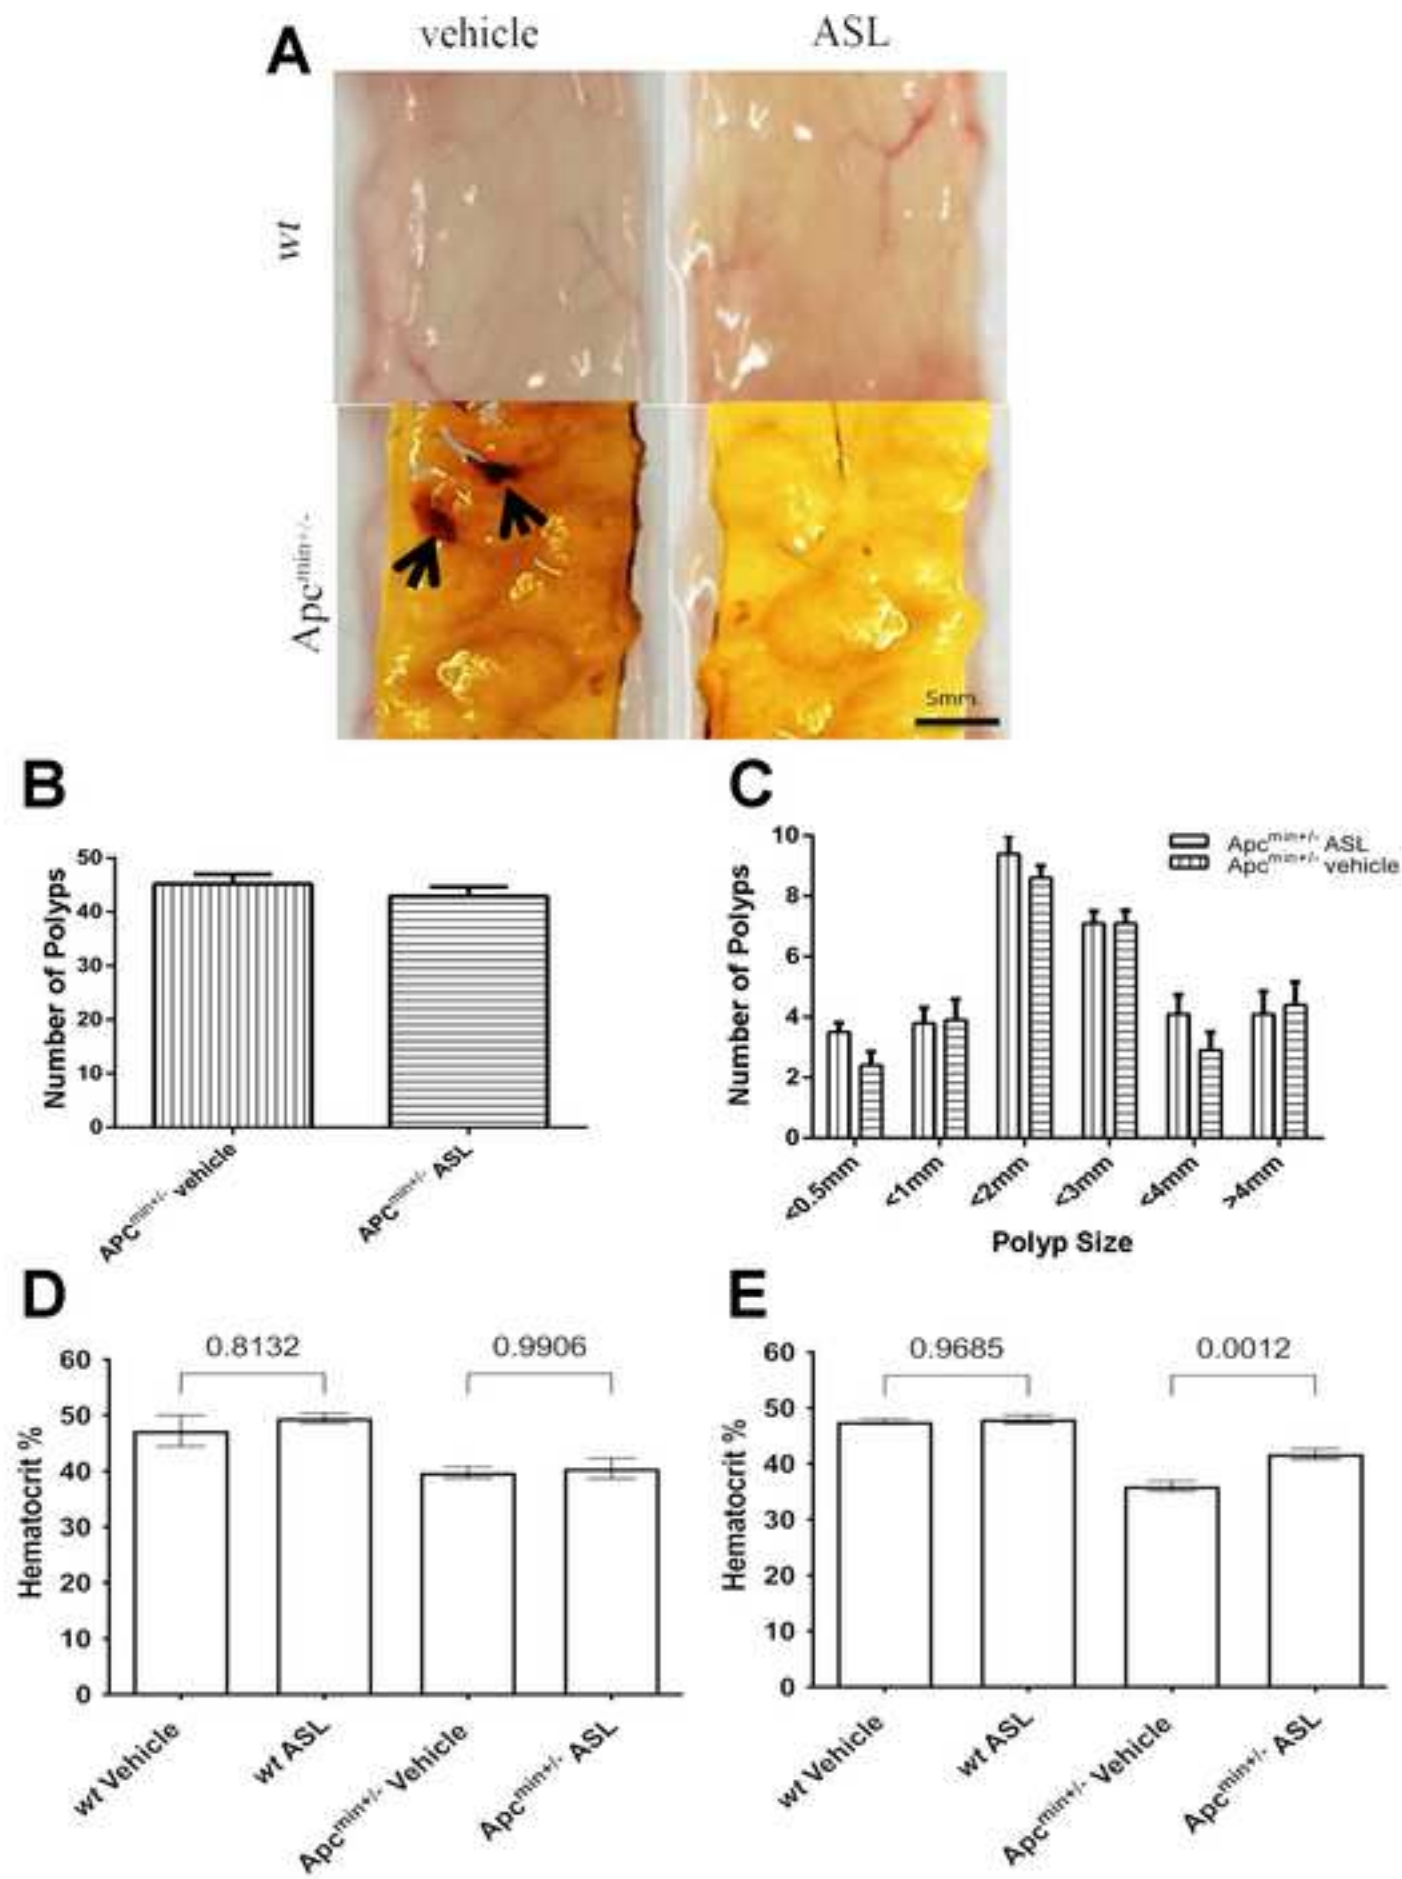 A
vehicle
ASL
wt
Apcmin+/-
5mm
B
Number of Polyps
50
40
30
20
10
0
APCmin+/- vehicle
APCmin+/- ASL
C
Number of Polyps
10
8
6
4
2
0
Apcmin+/- ASL
Apcmin+/- vehicle
<0.5mm
<1mm
<2mm
<3mm
<4mm
>4mm
Polyp Size
D
Hematocrit %
60
50
40
30
20
10
0
0.8132
0.9906
wt Vehicle
wt ASL
Apcmin+/- Vehicle
Apcmin+/- ASL
E
Hematocrit %
60
50
40
30
20
10
0
0.9685
0.0012
wt Vehicle
wt ASL
Apcmin+/- Vehicle
Apcmin+/- ASL